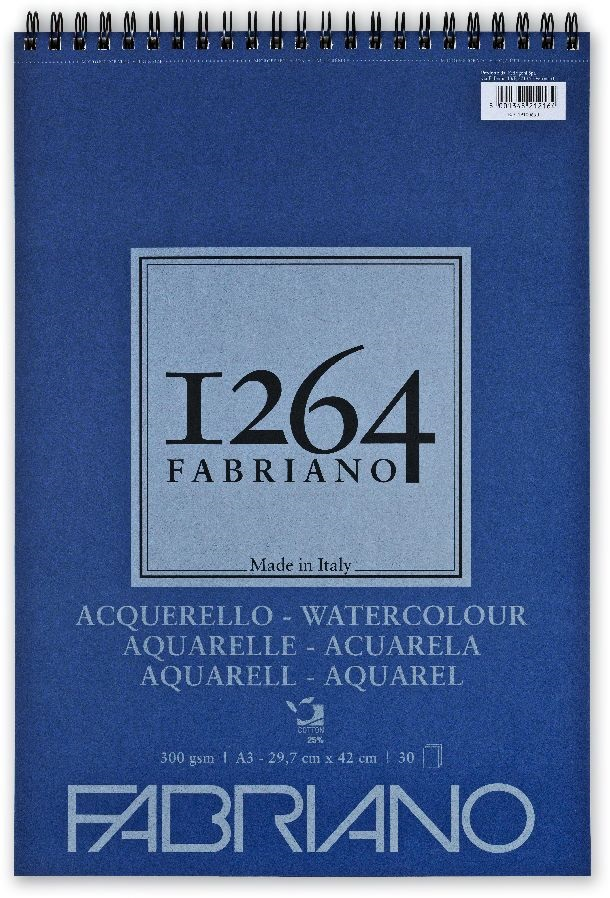 1264
FABRIANO
Made in Italy
ACQUERELLO - WATERCOLOUR
AQUARELLE - ACUARELA
AQUARELL - AQUAREL
COTTON
25%
300 gsm | A3 - 29,7 cm x 42 cm | 30
FABRIANO